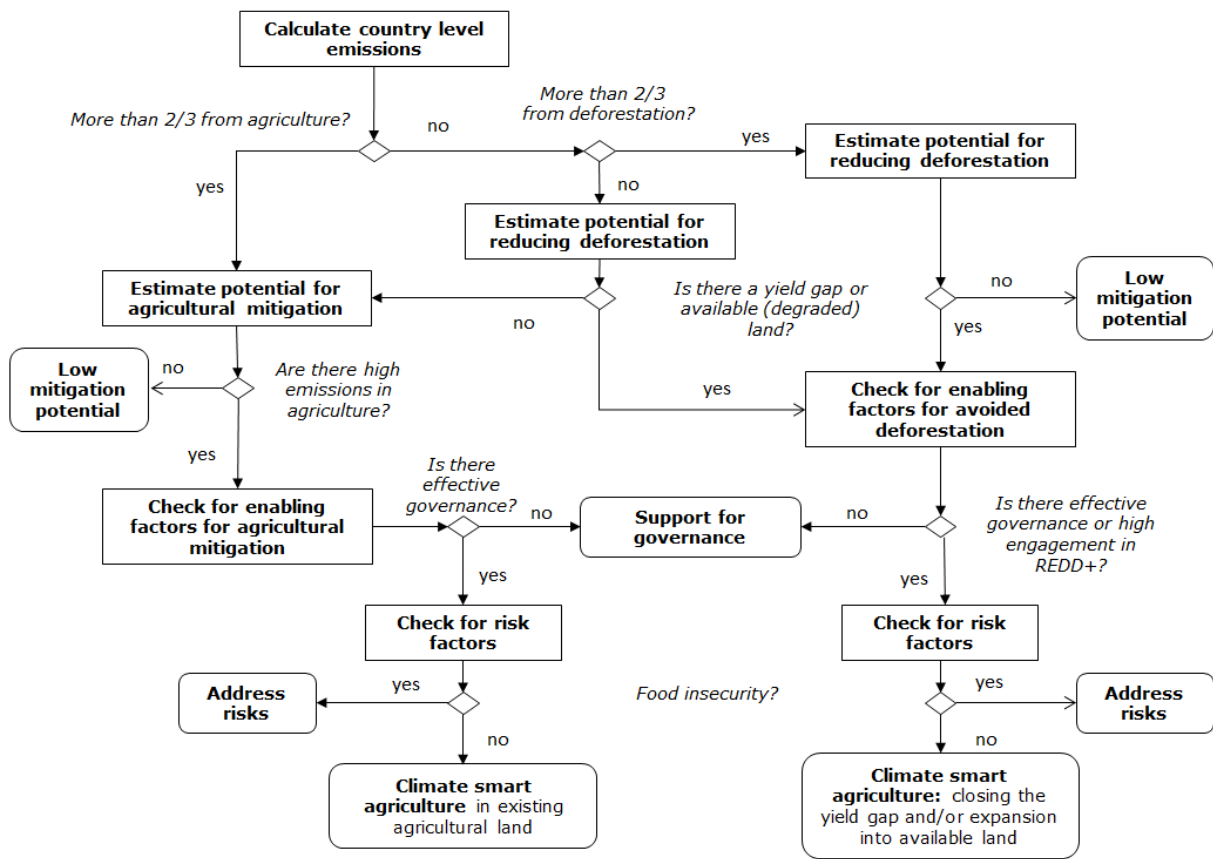 Calculate country level
emissions
More than 2/3 from agriculture?
no
More than 2/3
from deforestation?
yes
Estimate potential for
reducing deforestation
yes
no
Estimate potential for
reducing deforestation
Estimate potential for
agricultural mitigation
no
Is there a yield gap or
available (degraded)
land?
no
yes
Low
mitigation
potential
Low
mitigation
potential
no
Are there high
emissions in
agriculture?
yes
Check for enabling
factors for avoided
deforestation
yes
Check for enabling
factors for agricultural
mitigation
Is there
effective
governance?
no
Support for
governance
no
Is there effective
governance or high
engagement in
REDD+?
yes
yes
Check for risk
factors
Check for risk
factors
Address
risks
yes
Food insecurity?
yes
Address
risks
no
no
Climate smart
agriculture in existing
agricultural land
Climate smart
agriculture: closing the
yield gap and/or expansion
into available land